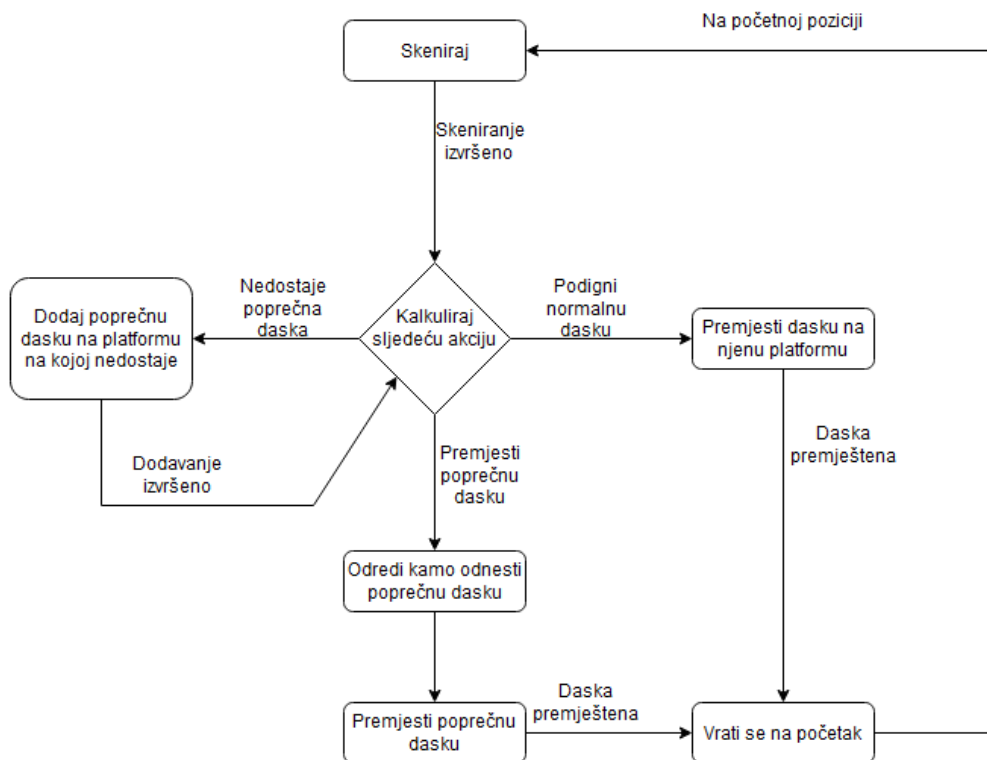 Na početnoj poziciji
Skeniraj
Skeniranje
izvršeno
Nedostaje
poprečna
daska
Podigni
normalnu
dasku
Dodaj poprečnu
dasku na platformu
na kojoj nedostaje
Kalkuliraj
sljedeću akciju
Premjesti dasku na
njenu platformu
Dodavanje
izvršeno
Premjesti
poprečnu
dasku
Daska
premještena
Odredi kamo odnesti
poprečnu dasku
Daska
premještena
Premjesti poprečnu
dasku
Vrati se na početak